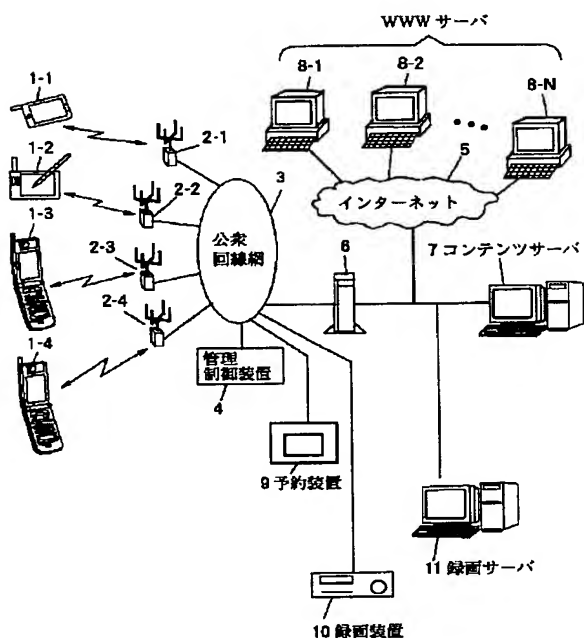 WWW サーバ
8-1
8-2
8-N
1-1
2-1
1-2
2-2
3
5
インターネット
1-3
2-3
公衆
回線網
6
7 コンテンツサーバ
2-4
1-4
管理
制御装置
4
9 予約装置
11 録画サーバ
10 録画装置